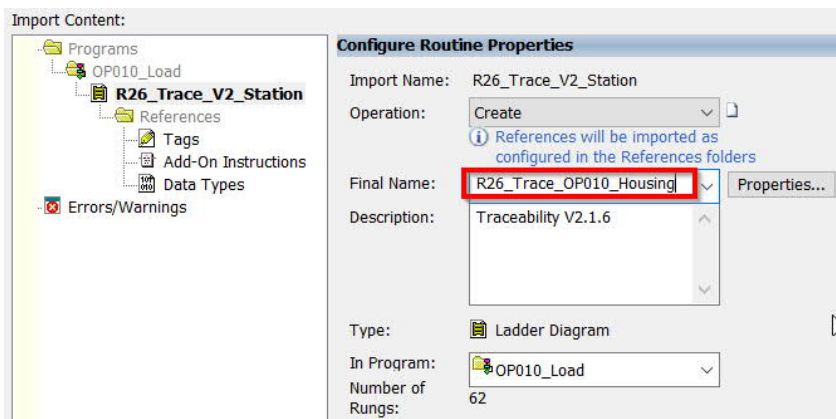 Import Content:
Programs
OP010_Load
R26_Trace_V2_Station
References
Tags
Add-On Instructions
Data Types
Errors/Warnings
Configure Routine Properties
Import Name: R26_Trace_V2_Station
Operation: Create
References will be imported as
configured in the References folders
Final Name: R26_Trace_OP010_Housing Properties...
Description: Traceability V2.1.6
Type: Ladder Diagram
In Program: OP010_Load
Number of
Rungs: 62